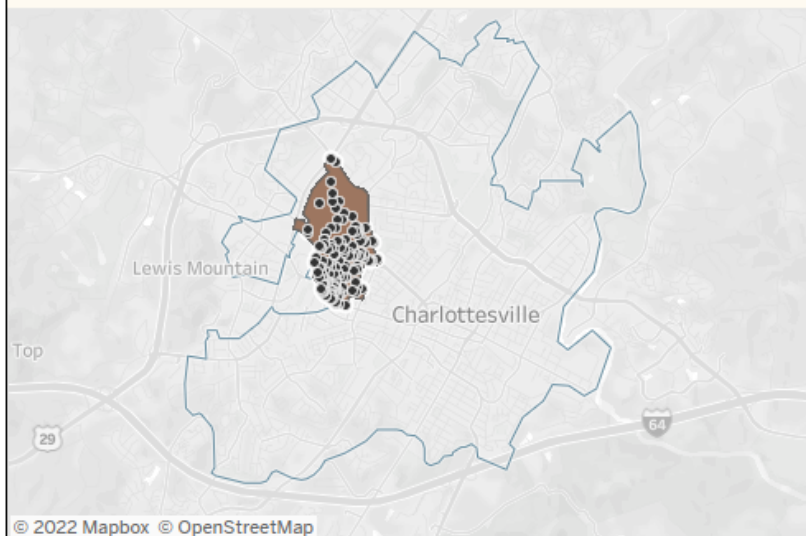 Lewis Mountain
Charlottesville
Top
29
64
© 2022 Mapbox © OpenStreetMap